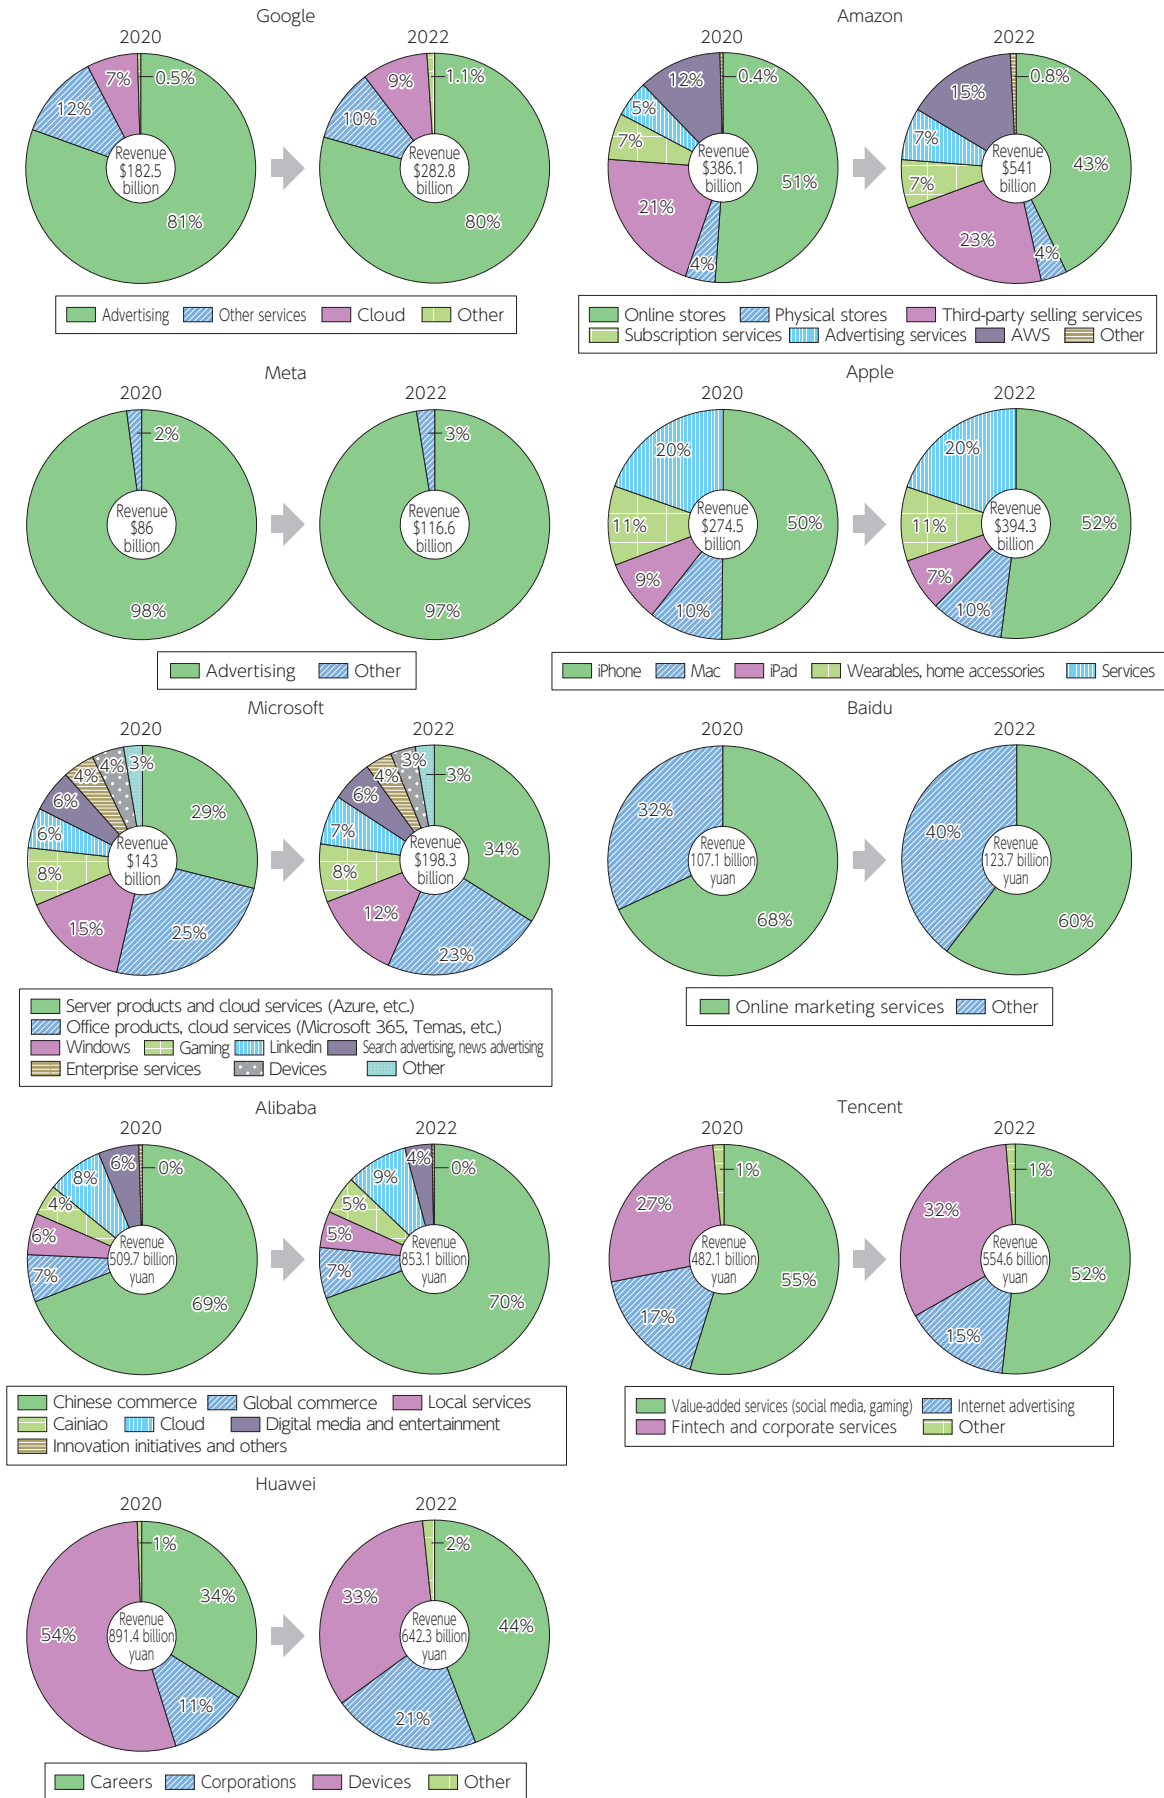 Google
2020
2022
7%
0.5%
12%
Revenue
$182.5
billion
81%
9%
1.1%
10%
Revenue
$282.8
billion
80%
Advertising
Other services
Cloud
Other
Amazon
2020
2022
12%
0.4%
5%
7%
Revenue
$386.1
billion
51%
21%
4%
15%
0.8%
7%
7%
Revenue
$541
billion
43%
23%
4%
Online stores
Physical stores
Third-party selling services
Subscription services
Advertising services
AWS
Other
Meta
2020
2022
2%
Revenue
$86
billion
98%
3%
Revenue
$116.6
billion
97%
Advertising
Other
Apple
2020
2022
20%
11%
Revenue
$274.5
billion
50%
9%
10%
20%
11%
Revenue
$394.3
billion
52%
7%
10%
iPhone
Mac
iPad
Wearables, home accessories
Services
Microsoft
2020
2022
4%
4%
3%
6%
29%
6%
Revenue
$143
billion
8%
15%
25%
3%
4%
3%
6%
7%
Revenue
$198.3
billion
34%
8%
12%
23%
Server products and cloud services (Azure, etc.)
Office products, cloud services (Microsoft 365, Temas, etc.)
Windows
Gaming
Linkedin
Search advertising, news advertising
Enterprise services
Devices
Other
Baidu
2020
2022
32%
Revenue
107.1 billion
yuan
68%
40%
Revenue
123.7 billion
yuan
60%
Online marketing services
Other
Alibaba
2020
2022
6%
0%
8%
4%
6%
Revenue
509.7 billion
yuan
7%
69%
4%
0%
9%
5%
5%
Revenue
853.1 billion
yuan
7%
70%
Chinese commerce
Global commerce
Local services
Cainiao
Cloud
Digital media and entertainment
Innovation initiatives and others
Tencent
2020
2022
1%
27%
Revenue
482.1 billion
yuan
55%
17%
1%
32%
Revenue
554.6 billion
yuan
52%
15%
Value-added services (social media, gaming)
Internet advertising
Fintech and corporate services
Other
Huawei
2020
2022
1%
34%
54%
Revenue
891.4 billion
yuan
11%
2%
33%
44%
Revenue
642.3 billion
yuan
21%
Careers
Corporations
Devices
Other